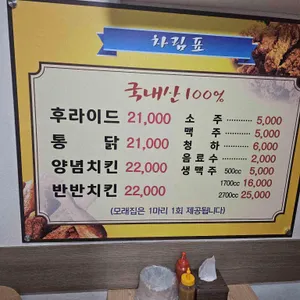 차림표
국내산 100%
후라이드 21,000
통 닭 21,000
양념치킨 22,000
반반치킨 22,000
소 주 ············ 5,000
맥 주 ············ 5,000
청 하 ············ 6,000
음료수 ············ 2,000
생맥주 500cc 5,000
1700cc 16,000
2700cc 25,000
(모래집은 1마리 1회 제공됩니다)